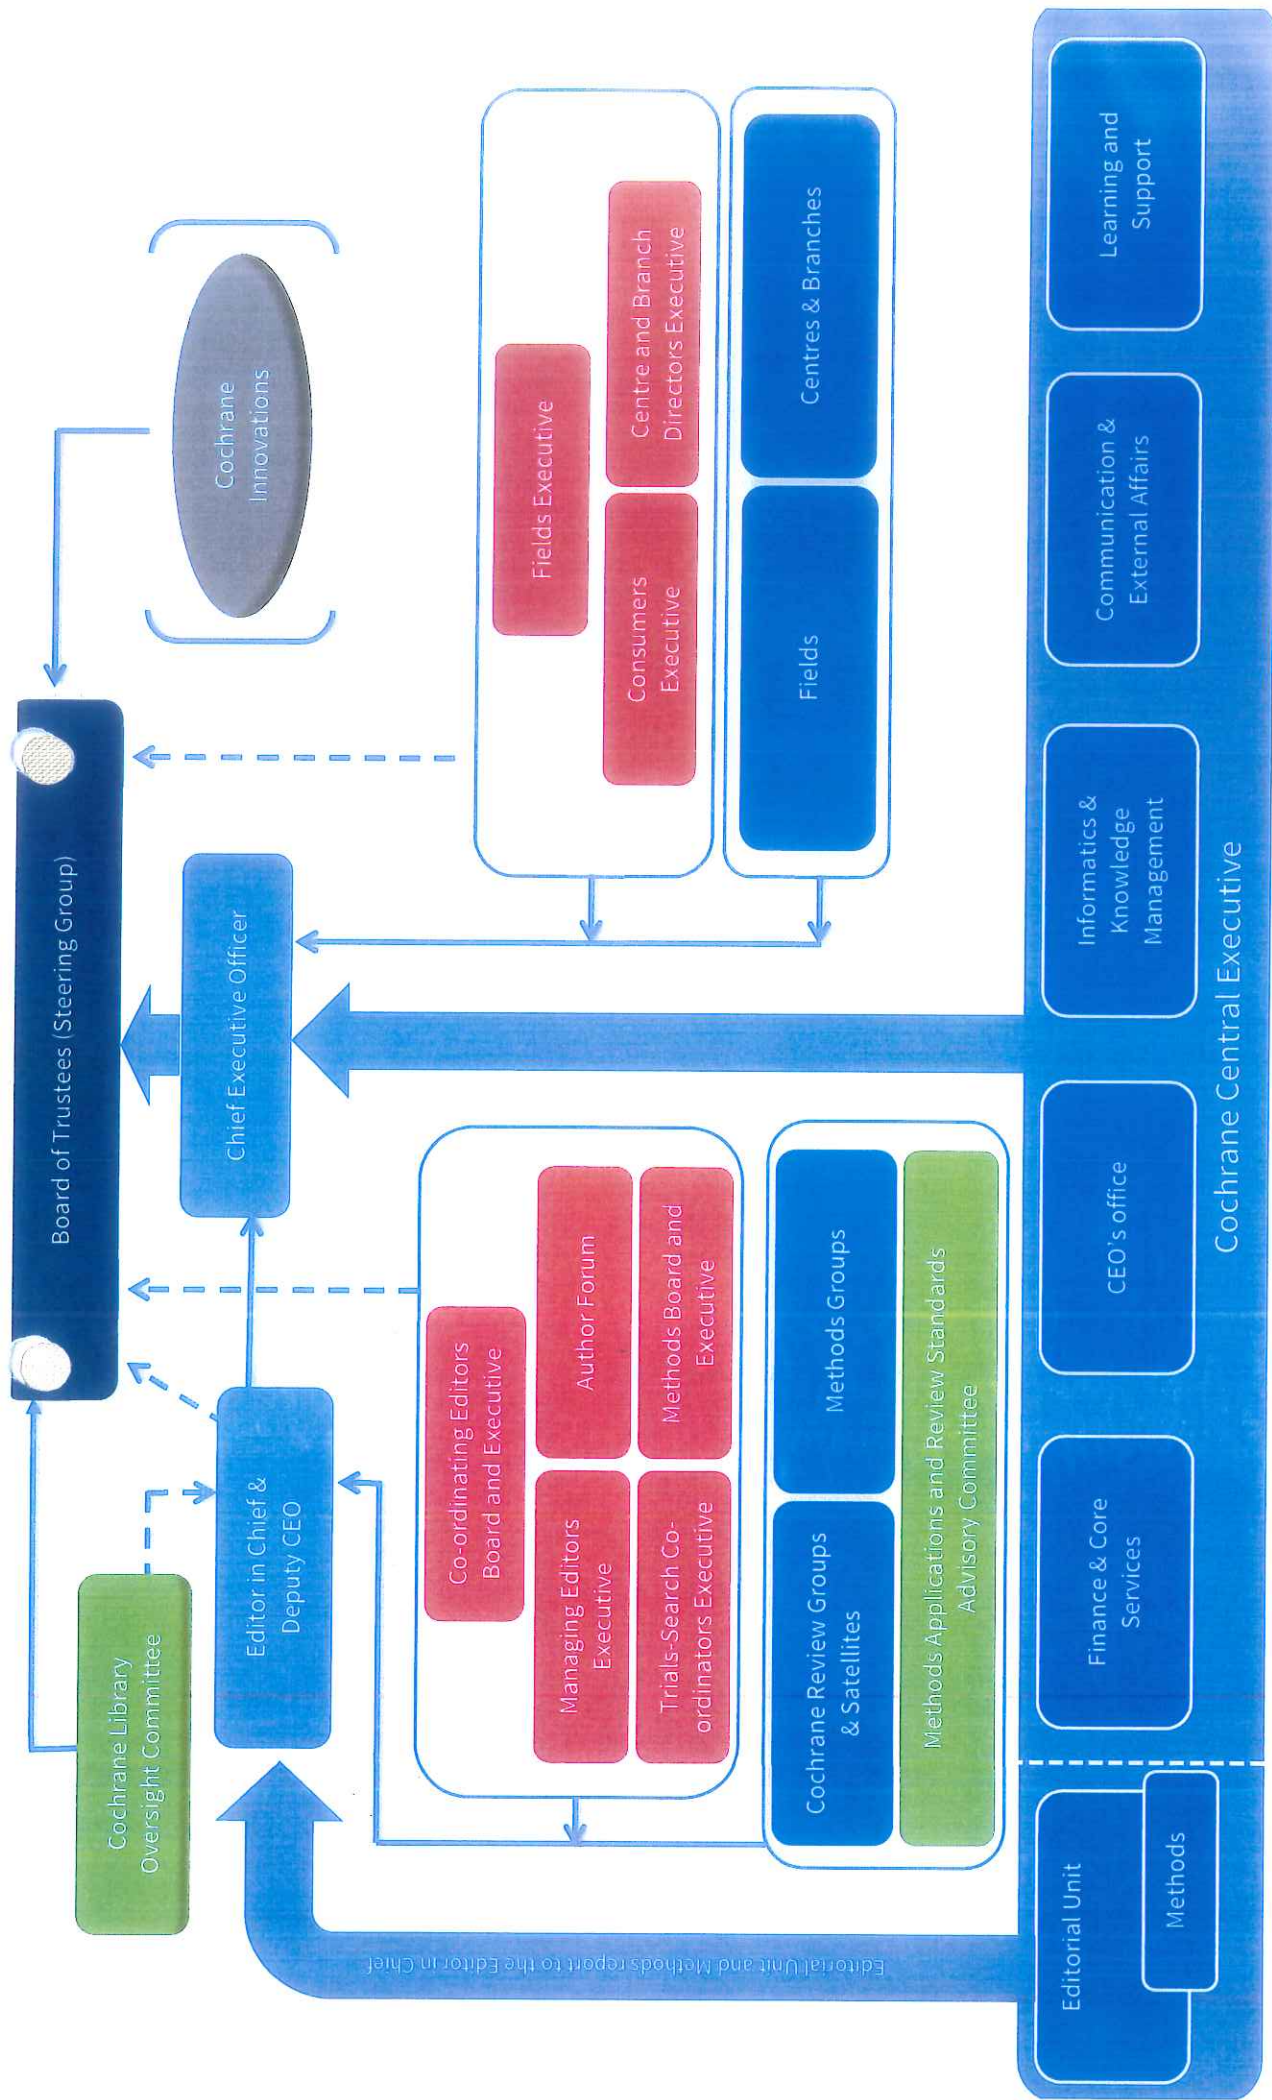 Board of Trustees (Steering Group)
Cochrane Library
Oversight Committee
Editor in Chief &
Deputy CEO
Chief Executive Officer
Cochrane
Innovations
Co-ordinating Editors
Board and Executive
Managing Editors
Executive
Author Forum
Trials-Search Co-
ordinators Executive
Methods Board and
Executive
Cochrane Review Groups
& Satellites
Methods Groups
Methods Applications and Review Standards
Advisory Committee
Fields Executive
Consumers
Executive
Centre and Branch
Directors Executive
Fields
Centres & Branches
Editorial Unit and Methods report to the Editor in Chief
Editorial Unit
Methods
Finance & Core
Services
CEO's office
Informatics &
Knowledge
Management
Communication &
External Affairs
Learning and
Support
Cochrane Central Executive